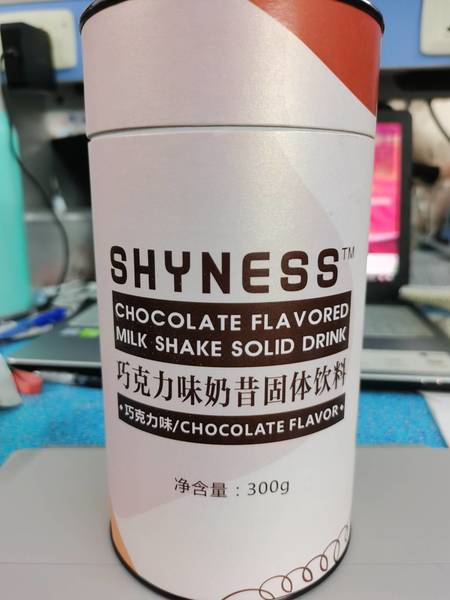 SHYNESS™
CHOCOLATE FLAVORED
MILK SHAKE SOLID DRINK
巧克力味奶昔固体饮料
•巧克力味/CHOCOLATE FLAVOR•
净含量：300g